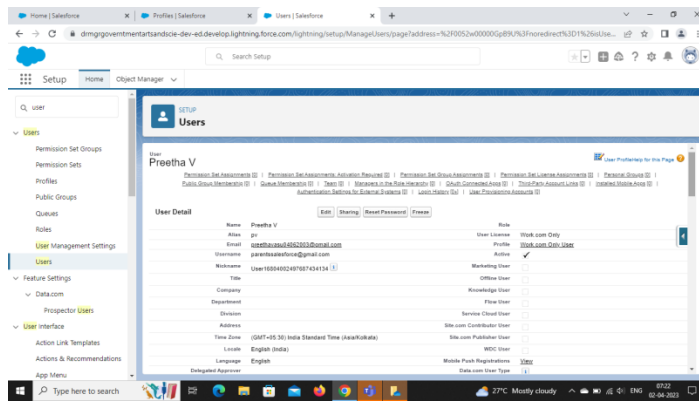 Home | Salesforce
Profiles | Salesforce
Users | Salesforce
drmgrgoverntmentartsandscie-dev-ed.develop.lightning.force.com/lightning/setup/ManageUsers/page?address=%2F0052w00000GpB9U%3Fnoredirect%3D1%26isUse...
Search Setup
Setup Home Object Manager
user
SETUP
Users
Users
Permission Set Groups
Permission Sets
Profiles
Public Groups
Queues
Roles
User Management Settings
Users
Feature Settings
Data.com
Prospector Users
User Interface
Action Link Templates
Actions & Recommendations
App Menu
User
Preetha V
User Profile Help for this Page
Permission Set Assignments [0] | Permission Set Assignments: Activation Required [0] | Permission Set Group Assignments [0] | Permission Set License Assignments [0] | Personal Groups [0] |
Public Group Membership [0] | Queue Membership [0] | Team [0] | Managers in the Role Hierarchy [0] | OAuth Connected Apps [0] | Third-Party Account Links [0] | Installed Mobile Apps [0] |
Authentication Settings for External Systems [0] | Login History [0+] | User Provisioning Accounts [0]
User Detail Edit Sharing Reset Password Freeze
Name Preetha V Role
Alias pv User License Work.com Only
Email Profile Work.com Only User
Username parentssalesforce@gmail.com Active
Nickname Marketing User
Title Offline User
Company Knowledge User
Department Flow User
Division Service Cloud User
Address Site.com Contributor User
Time Zone (GMT+05:30) India Standard Time (Asia/Kolkata) Site.com Publisher User
Locale English (India) WDC User
Language English Mobile Push Registrations View
Delegated Approver Data.com User Type
Type here to search
27°C Mostly cloudy ENG 07:22
02-04-2023